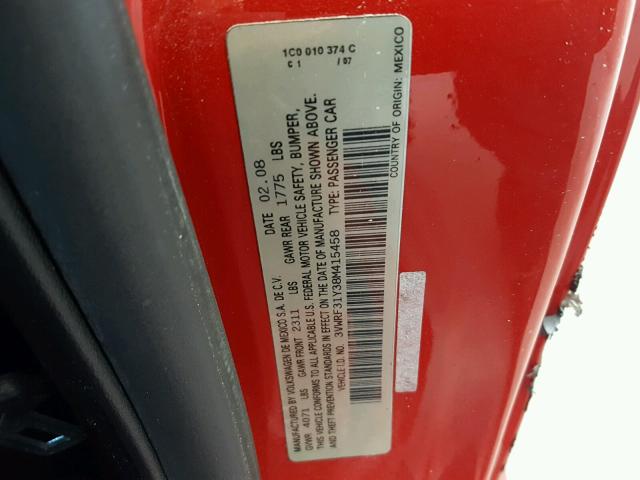 1C0 010 374 C
C 1 /07
MANUFACTURED BY VOLKSWAGEN DE MEXICO S.A. DE C.V. DATE 02.08
GVWR 4071 LBS GAWR FRONT 2311 LBS GAWR REAR 1775 LBS
THIS VEHICLE CONFORMS TO ALL APPLICABLE U.S. FEDERAL MOTOR VEHICLE SAFETY, BUMPER,
AND THEFT PREVENTION STANDARDS IN EFFECT ON THE DATE OF MANUFACTURE SHOWN ABOVE.
VEHICLE I.D. NO. 3VWRF31Y38M415458 TYPE: PASSENGER CAR
COUNTRY OF ORIGIN: MEXICO